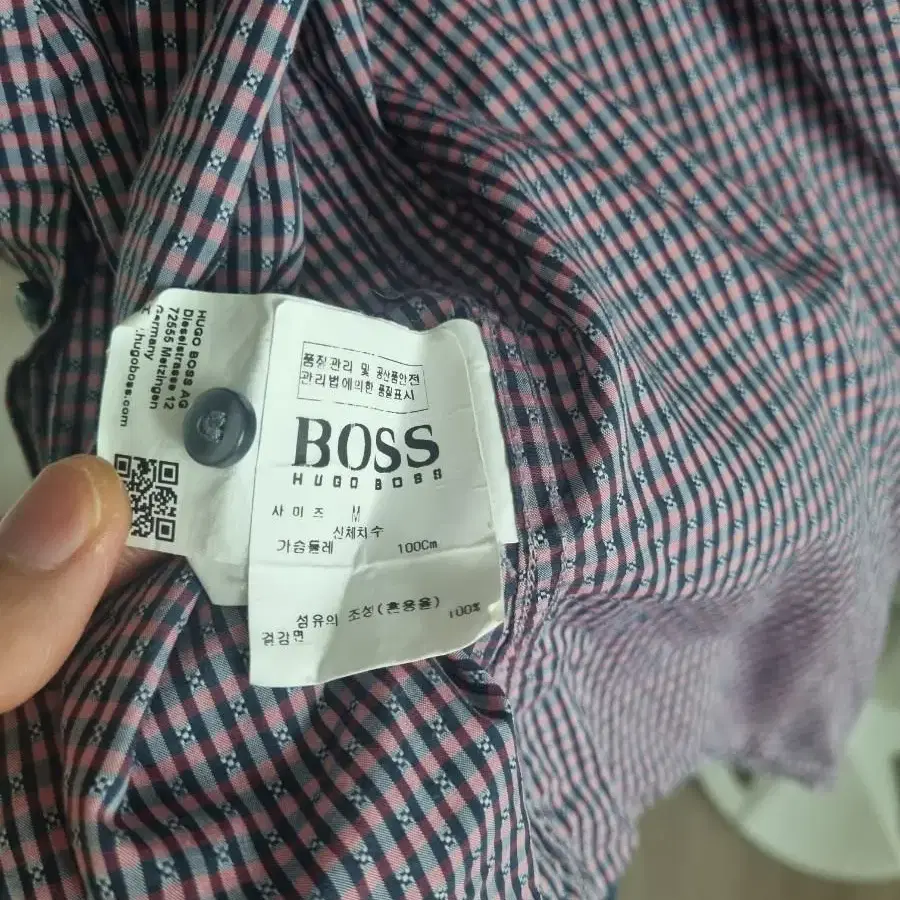 HUGO BOSS AG
Dieselstrasse 12
72555 Metzingen
Germany
hugoboss.com
품질관리 및 공산품안전
관리법에의한 품질표시
BOSS
HUGO BOSS
사이즈 M
신체치수
가슴둘레 100Cm
섬유의 조성(혼용율)
겉감면 100%